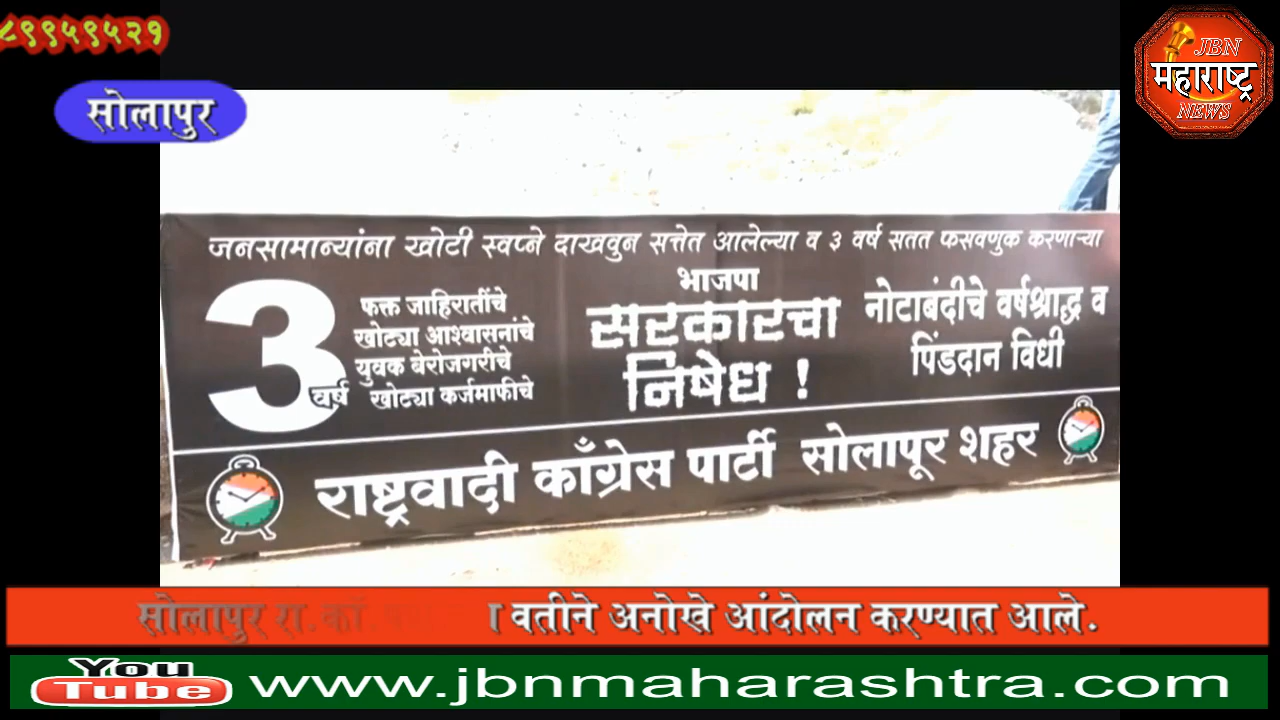 ८९९५९५२१
JBN
महाराष्ट्र
NEWS
सोलापुर
जनसामान्यांना खोटी स्वप्ने दाखवुन सत्तेत आलेल्या व ३ वर्ष सतत फसवणुक करणाऱ्या
3 वर्ष
फक्त जाहिरातींचे
खोट्या आश्वासनांचे
युवक बेरोजगरीचे
खोट्या कर्जमाफीचे
भाजपा
सरकारचा
निषेध !
नोटाबंदीचे वर्षश्राद्ध व
पिंडदान विधी
राष्ट्रवादी काँग्रेस पार्टी सोलापूर शहर
सोलापुर रा.कॉ. वतीने अनोखे आंदोलन करण्यात आले.
You
Tube
www.jbnmaharashtra.com